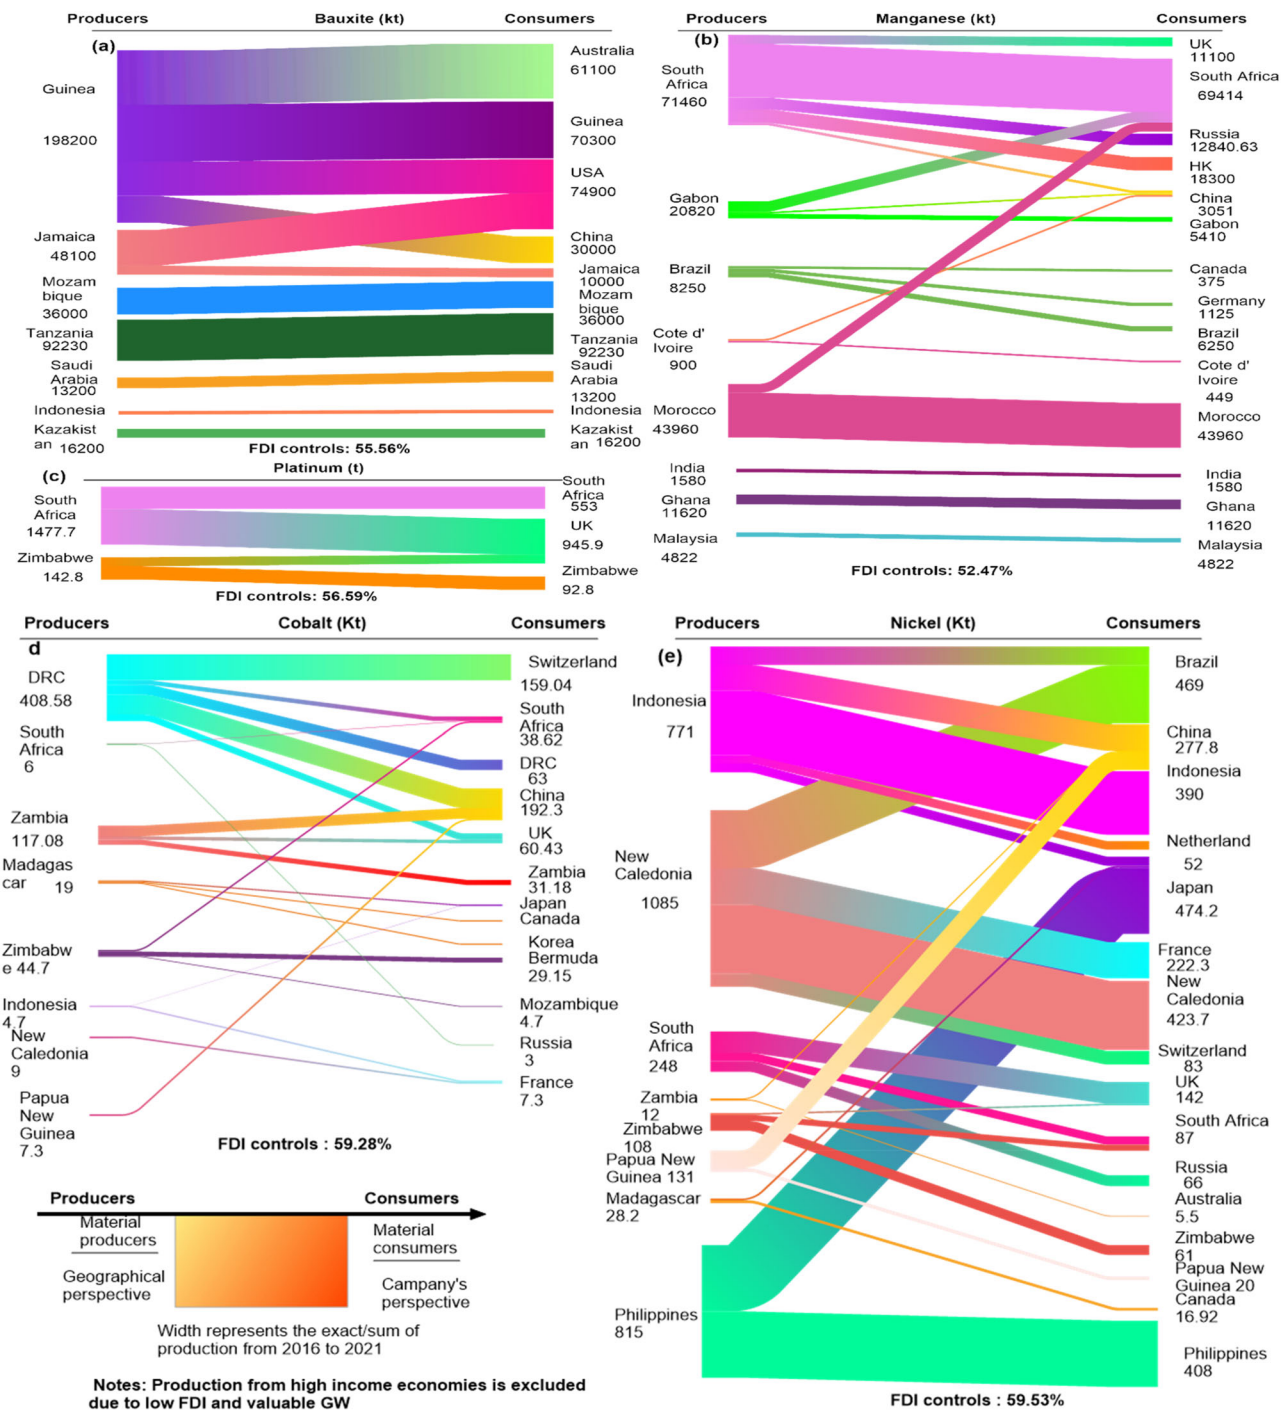 Producers Bauxite (kt) Consumers
(a)
Guinea
198200
Jamaica
48100
Mozam
bique
36000
Tanzania
92230
Saudi
Arabia
13200
Indonesia
Kazakist
an 16200
Australia
61100
Guinea
70300
USA
74900
China
30000
Jamaica
10000
Mozam
bique
36000
Tanzania
92230
Saudi
Arabia
13200
Indonesia
Kazakist
an 16200
FDI controls: 55.56%
Producers Manganese (kt) Consumers
(b)
South
Africa
71460
Gabon
20820
Brazil
8250
Cote d'
Ivoire
900
Morocco
43960
India
1580
Ghana
11620
Malaysia
4822
UK
11100
South Africa
69414
Russia
12840.63
HK
18300
China
3051
Gabon
5410
Canada
375
Germany
1125
Brazil
6250
Cote d'
Ivoire
449
Morocco
43960
India
1580
Ghana
11620
Malaysia
4822
FDI controls: 52.47%
(c) Platinum (t)
South
Africa
1477.7
Zimbabwe
142.8
South
Africa
553
UK
945.9
Zimbabwe
92.8
FDI controls: 56.59%
Producers Cobalt (Kt) Consumers
d
DRC
408.58
South
Africa
6
Zambia
117.08
Madagas
car 19
Zimbabw
e 44.7
Indonesia
4.7
New
Caledonia
9
Papua
New
Guinea
7.3
Switzerland
159.04
South
Africa
38.62
DRC
63
China
192.3
UK
60.43
Zambia
31.18
Japan
Canada
Korea
Bermuda
29.15
Mozambique
4.7
Russia
3
France
7.3
FDI controls : 59.28%
Producers Nickel (Kt) Consumers
(e)
Indonesia
771
New
Caledonia
1085
South
Africa
248
Zambia
12
Zimbabwe
108
Papua New
Guinea 131
Madagascar
28.2
Philippines
815
Brazil
469
China
277.8
Indonesia
390
Netherland
52
Japan
474.2
France
222.3
New
Caledonia
423.7
Switzerland
83
UK
142
South Africa
87
Russia
66
Australia
5.5
Zimbabwe
61
Papua New
Guinea 20
Canada
16.92
Philippines
408
FDI controls : 59.53%
Producers Consumers
Material
producers
Geographical
perspective
Material
consumers
Company's
perspective
Width represents the exact/sum of
production from 2016 to 2021
Notes: Production from high income economies is excluded
due to low FDI and valuable GW